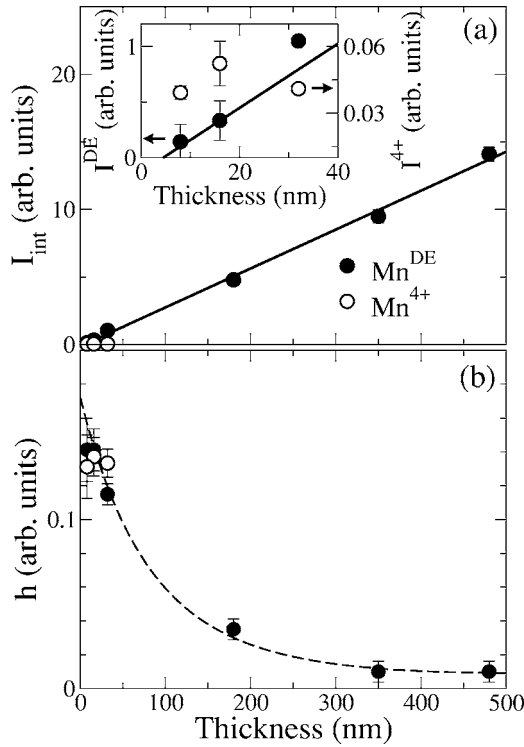 (a)
I_int (arb. units)
20
10
0
I^DE (arb. units)
1
0
0.06
0.03
I^4+ (arb. units)
0
20
40
Thickness (nm)
Mn^DE
Mn^4+
(b)
h (arb. units)
0.1
0
0
100
200
300
400
500
Thickness (nm)